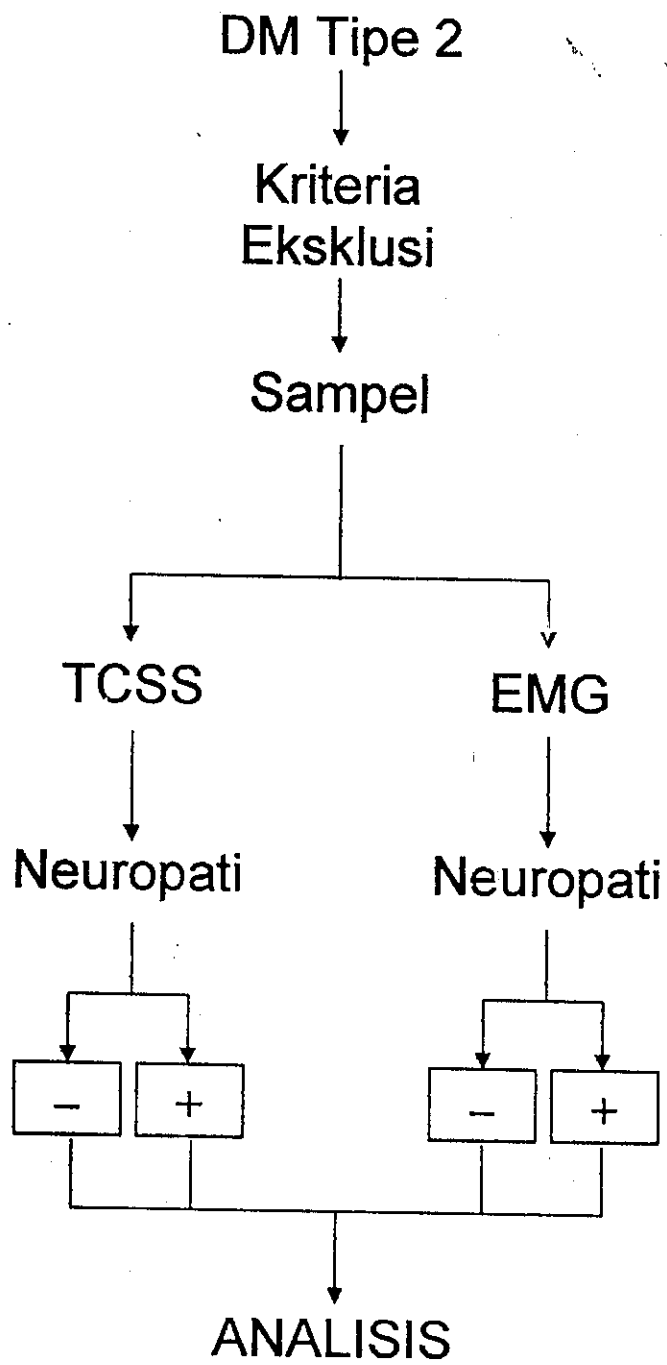 DM Tipe 2
Kriteria
Eksklusi
Sampel
TCSS
EMG
Neuropati
Neuropati
– +
– +
ANALISIS